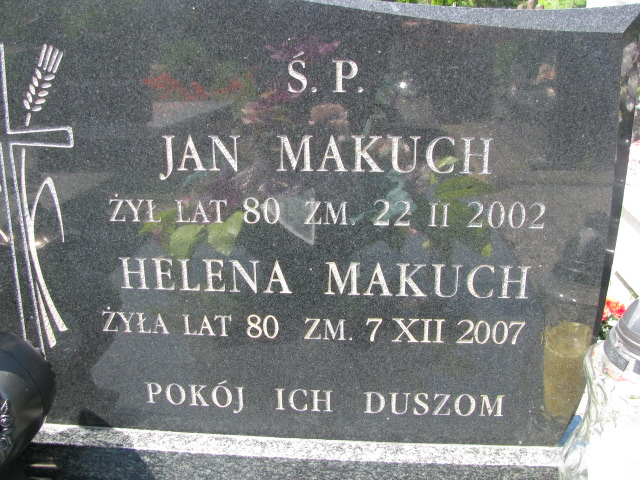 Ś. P.
JAN MAKUCH
ŻYŁ LAT 80 ZM. 22 II 2002
HELENA MAKUCH
ŻYŁA LAT 80 ZM. 7 XII 2007
POKÓJ ICH DUSZOM